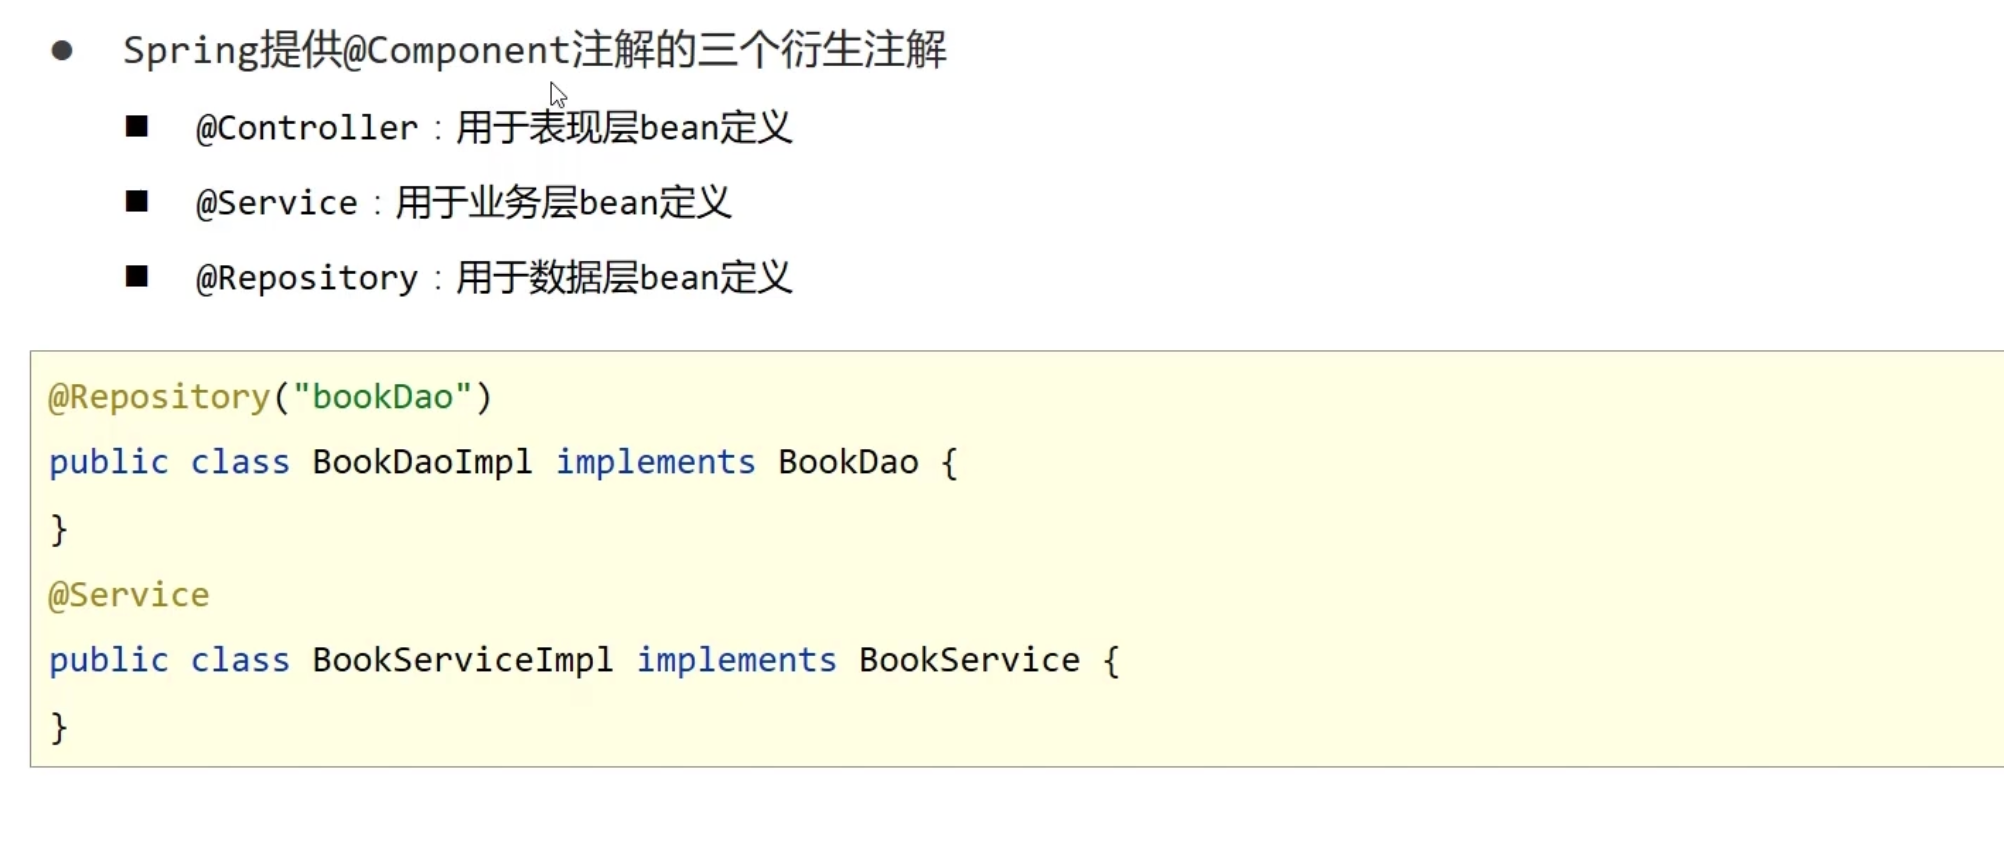 ● Spring提供@Component注解的三个衍生注解
■ @Controller：用于表现层bean定义
■ @Service：用于业务层bean定义
■ @Repository：用于数据层bean定义
@Repository("bookDao")
public class BookDaoImpl implements BookDao {
}
@Service
public class BookServiceImpl implements BookService {
}